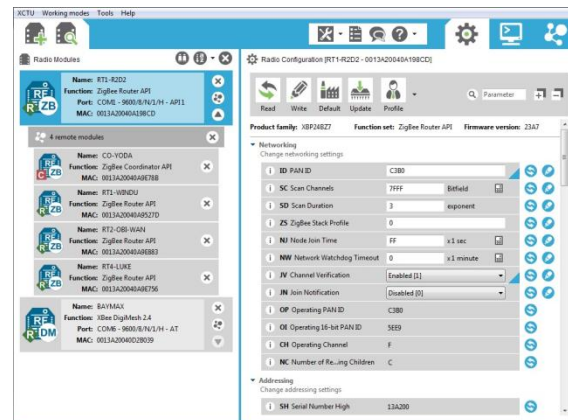 XCTU Working modes Tools Help
Radio Modules
Name: RT1-R2D2
Function: ZigBee Router API
Port: COM1 - 9600/8/N/1/H - API1
MAC: 0013A20040A19BCD
4 remote modules
Name: CO-YODA
Function: ZigBee Coordinator API
MAC: 0013A20040A9E78B
Name: RT1-WINDU
Function: ZigBee Router API
MAC: 0013A20040A9527D
Name: RT2-OBI-WAN
Function: ZigBee Router API
MAC: 0013A20040A9E883
Name: RT4-LUKE
Function: ZigBee Router API
MAC: 0013A20040A9E756
Name: BAYMAX
Function: XBee DigiMesh 2.4
Port: COM6 - 9600/8/N/1/H - AT
MAC: 0013A20040D2B039
Radio Configuration [RT1-R2D2 - 0013A20040A19BCD]
Read Write Default Update Profile
Parameter
Product family: XBP24BZ7 Function set: ZigBee Router API Firmware version: 23A7
Networking
Change networking settings
ID PAN ID C3B0
SC Scan Channels 7FFF Bitfield
SD Scan Duration 3 exponent
ZS ZigBee Stack Profile 0
NJ Node Join Time FF x 1 sec
NW Network Watchdog Timeout 0 x 1 minute
JV Channel Verification Enabled [1]
JN Join Notification Disabled [0]
OP Operating PAN ID C3B0
OI Operating 16-bit PAN ID 5EE9
CH Operating Channel F
NC Number of Re...ing Children C
Addressing
Change addressing settings
SH Serial Number High 13A200